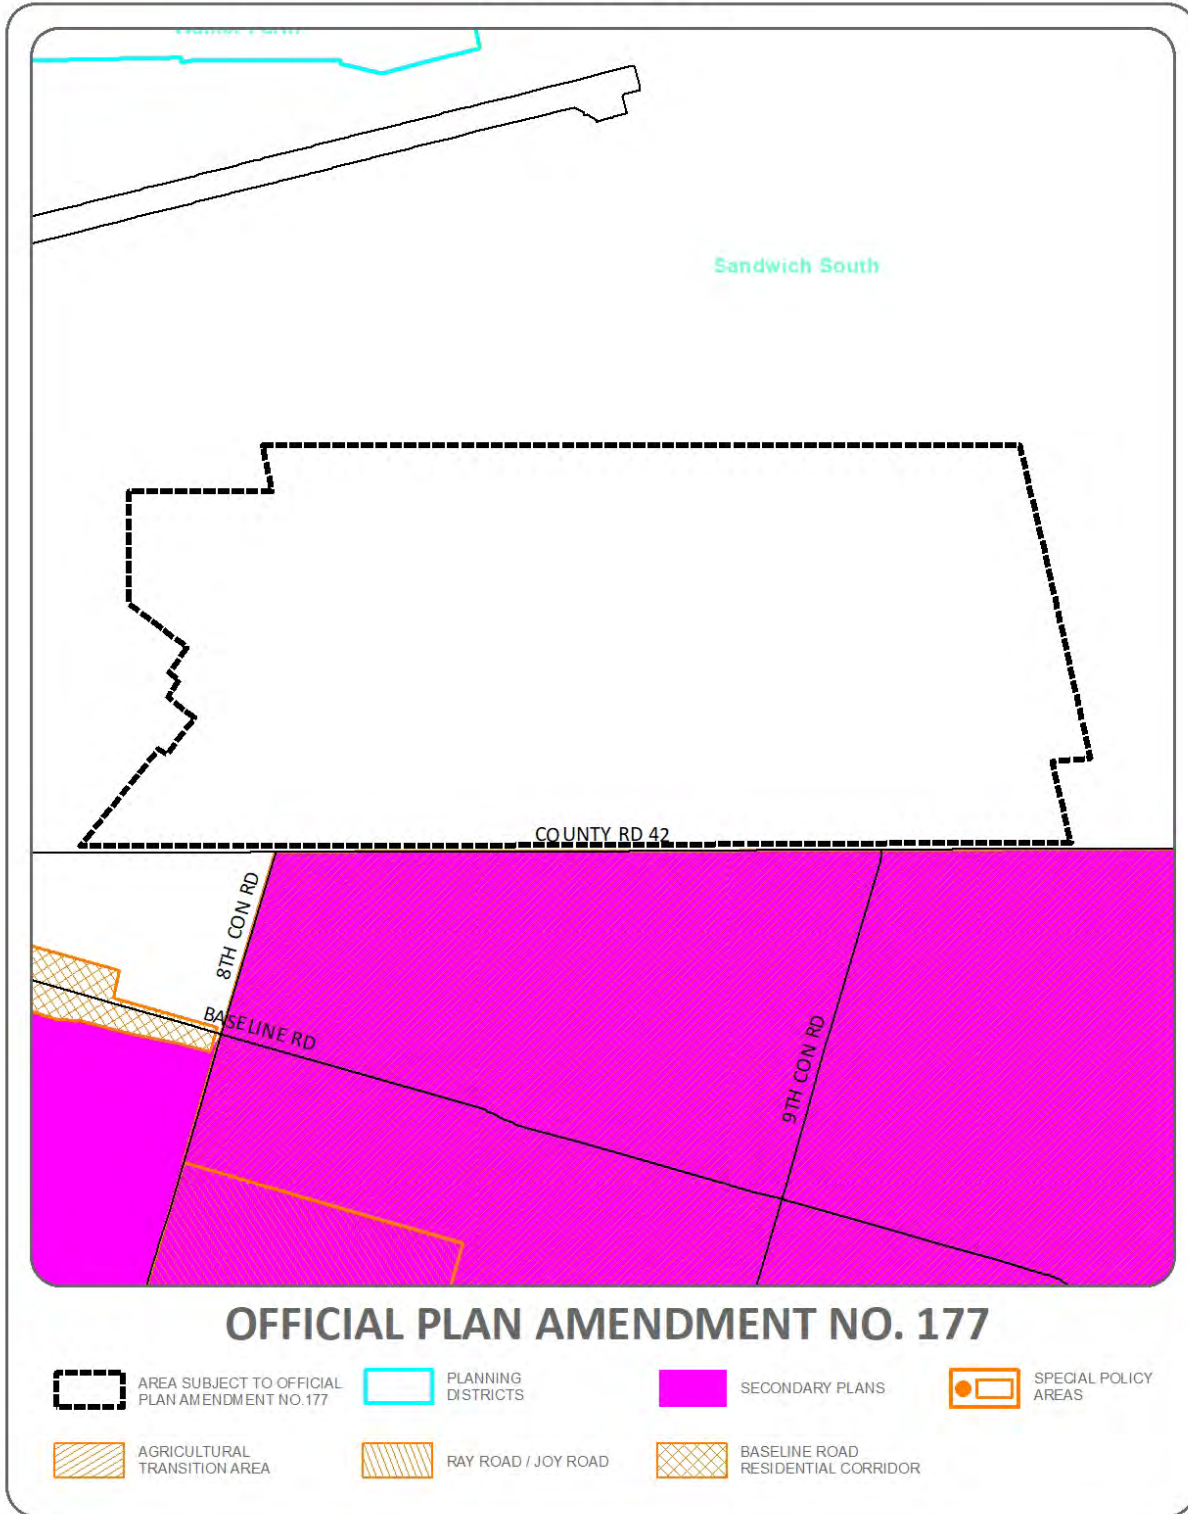 Sandwich South
COUNTY RD 42
8TH CON RD
BASELINE RD
9TH CON RD
OFFICIAL PLAN AMENDMENT NO. 177
AREA SUBJECT TO OFFICIAL
PLAN AMENDMENT NO.177
PLANNING
DISTRICTS
SECONDARY PLANS
SPECIAL POLICY
AREAS
AGRICULTURAL
TRANSITION AREA
RAY ROAD / JOY ROAD
BASELINE ROAD
RESIDENTIAL CORRIDOR